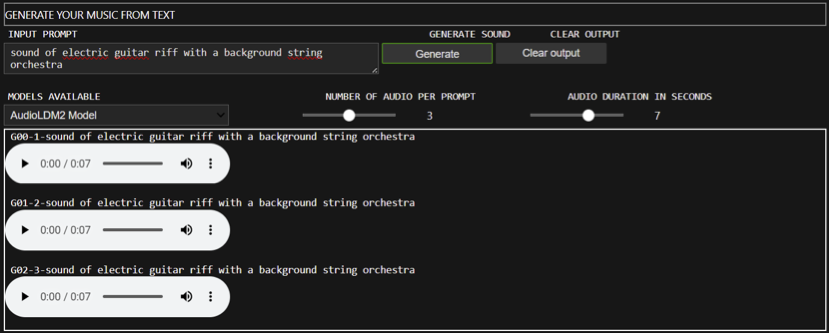 GENERATE YOUR MUSIC FROM TEXT
INPUT PROMPT GENERATE SOUND CLEAR OUTPUT
sound of electric guitar riff with a background string
orchestra
Generate Clear output
MODELS AVAILABLE NUMBER OF AUDIO PER PROMPT AUDIO DURATION IN SECONDS
AudioLDM2 Model 3 7
G00-1-sound of electric guitar riff with a background string orchestra
0:00 / 0:07
G01-2-sound of electric guitar riff with a background string orchestra
0:00 / 0:07
G02-3-sound of electric guitar riff with a background string orchestra
0:00 / 0:07